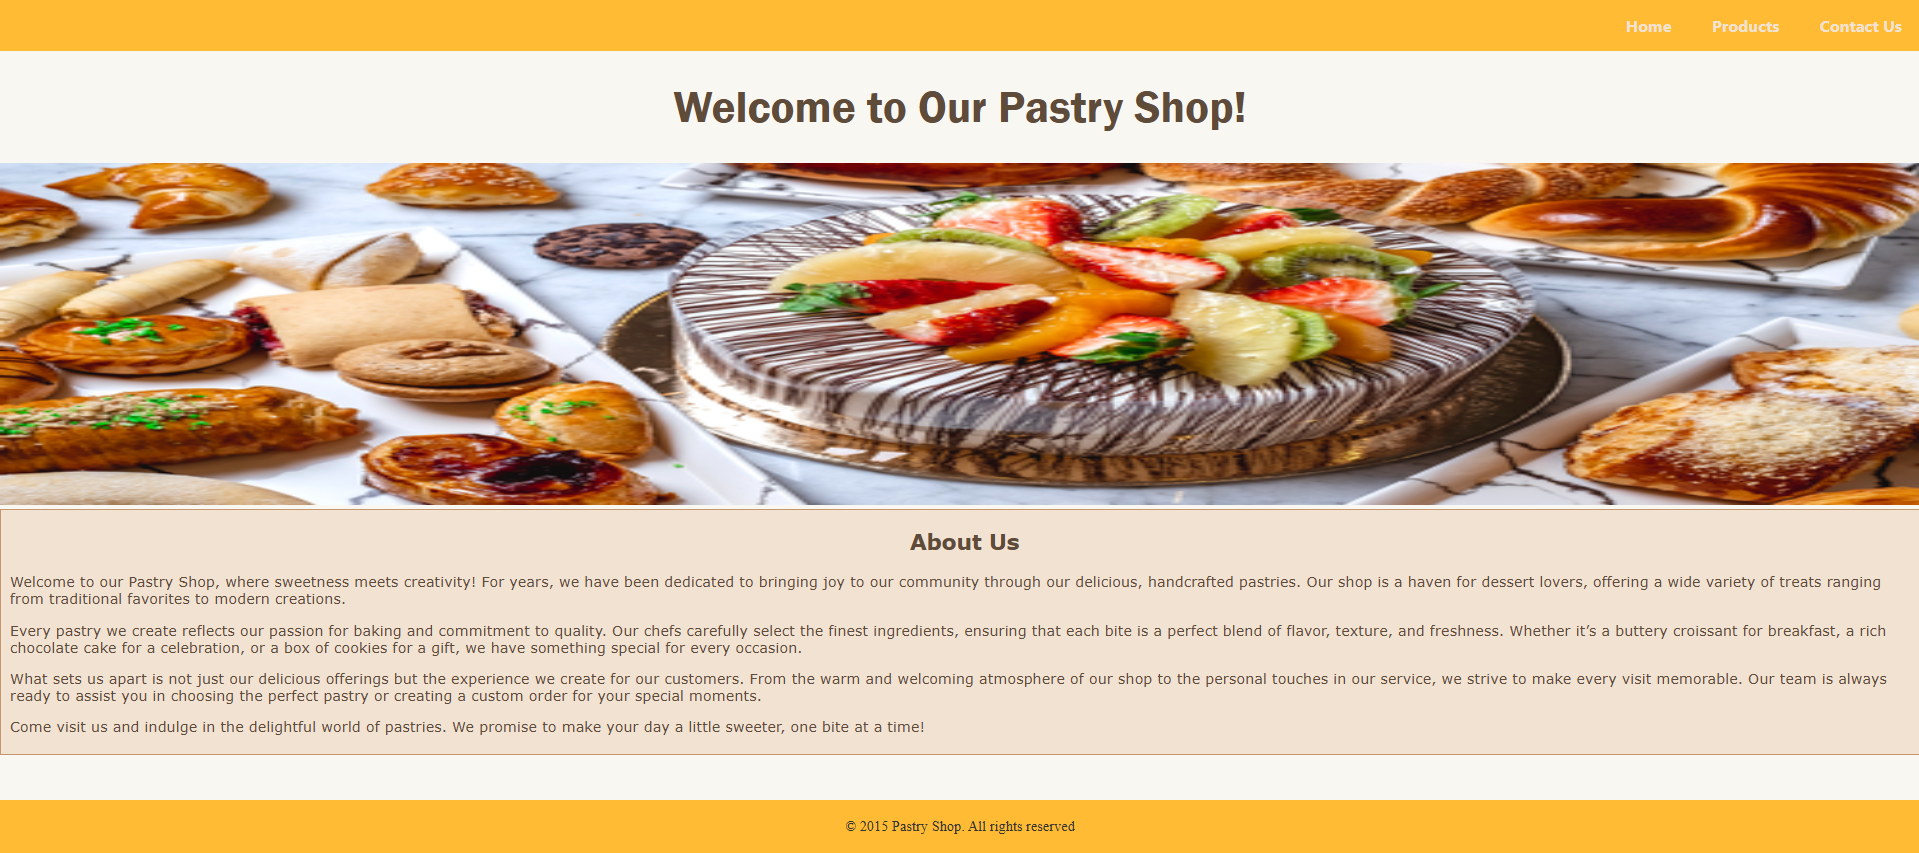 Home Products Contact Us
Welcome to Our Pastry Shop!
About Us
Welcome to our Pastry Shop, where sweetness meets creativity! For years, we have been dedicated to bringing joy to our community through our delicious, handcrafted pastries. Our shop is a haven for dessert lovers, offering a wide variety of treats ranging
from traditional favorites to modern creations.
Every pastry we create reflects our passion for baking and commitment to quality. Our chefs carefully select the finest ingredients, ensuring that each bite is a perfect blend of flavor, texture, and freshness. Whether it’s a buttery croissant for breakfast, a rich
chocolate cake for a celebration, or a box of cookies for a gift, we have something special for every occasion.
What sets us apart is not just our delicious offerings but the experience we create for our customers. From the warm and welcoming atmosphere of our shop to the personal touches in our service, we strive to make every visit memorable. Our team is always
ready to assist you in choosing the perfect pastry or creating a custom order for your special moments.
Come visit us and indulge in the delightful world of pastries. We promise to make your day a little sweeter, one bite at a time!
© 2015 Pastry Shop. All rights reserved